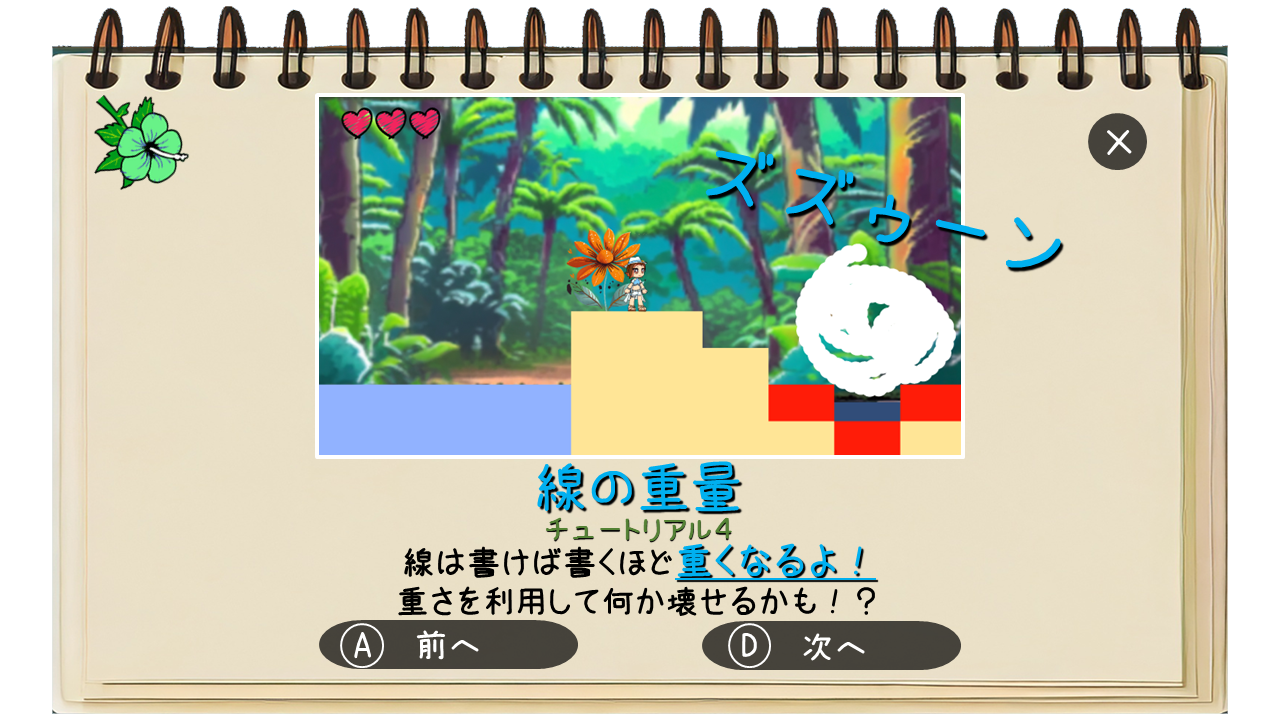 ズズゥーン
線の重量
チュートリアル4
線は書けば書くほど重くなるよ！
重さを利用して何か壊せるかも！？
A 前へ
D 次へ